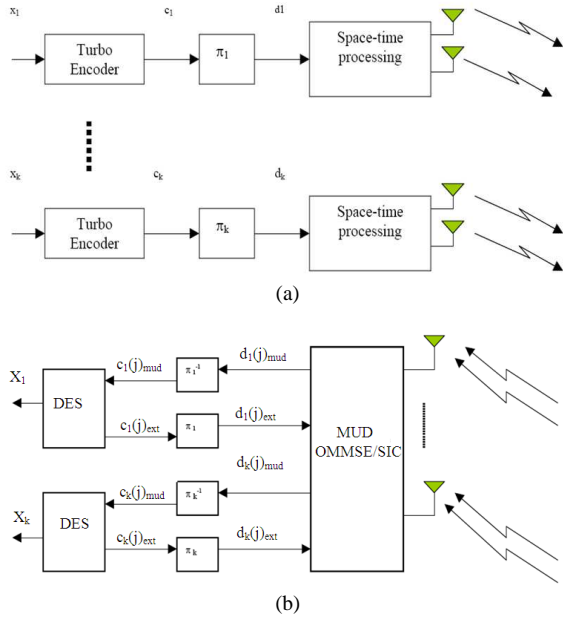 x₁ c₁ d1
Turbo
Encoder
π₁
Space-time
processing
xₖ cₖ dₖ
Turbo
Encoder
πₖ
Space-time
processing
(a)
X₁
DES
c₁(j)mud
π₁⁻¹
d₁(j)mud
c₁(j)ext
π₁
d₁(j)ext
MUD
OMMSE/SIC
dₖ(j)mud
Xₖ
DES
cₖ(j)mud
πₖ⁻¹
cₖ(j)ext
πₖ
dₖ(j)ext
(b)